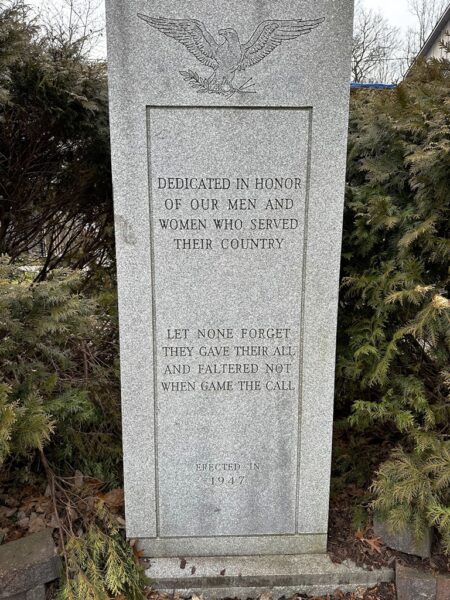 DEDICATED IN HONOR
OF OUR MEN AND
WOMEN WHO SERVED
THEIR COUNTRY
LET NONE FORGET
THEY GAVE THEIR ALL
AND FALTERED NOT
WHEN GAME THE CALL
ERECTED IN
1947